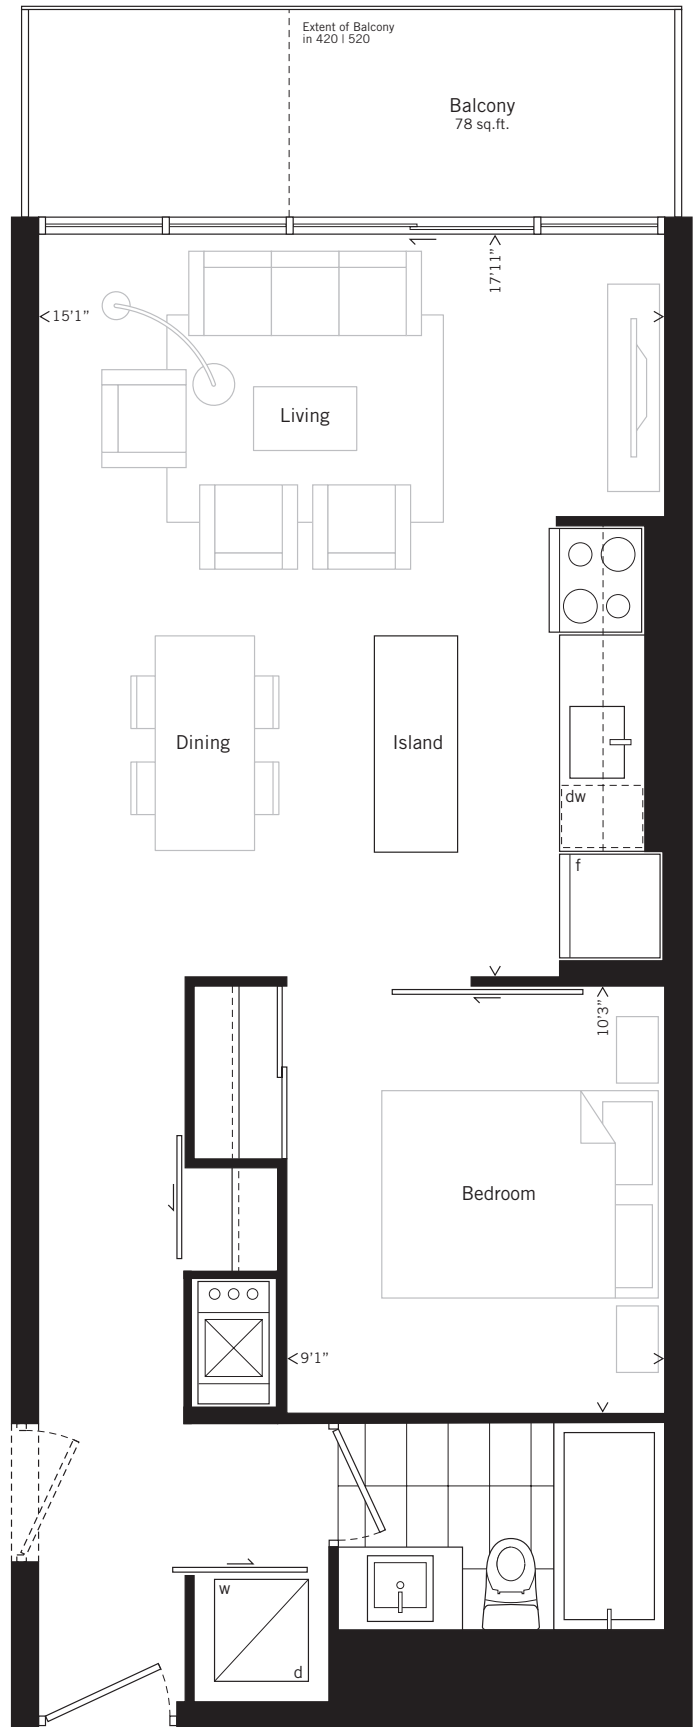 Extent of Balcony
in 420 | 520
Balcony
78 sq.ft.
17'11"
15'1"
Living
Dining
Island
dw
f
10'3"
Bedroom
9'1"
w
d